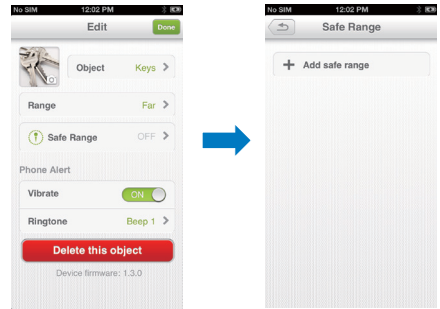 No SIM 12:02 PM
Edit Done
Object Keys
Range Far
Safe Range OFF
Phone Alert
Vibrate ON
Ringtone Beep 1
Delete this object
Device firmware: 1.3.0
No SIM 12:02 PM
Safe Range
Add safe range